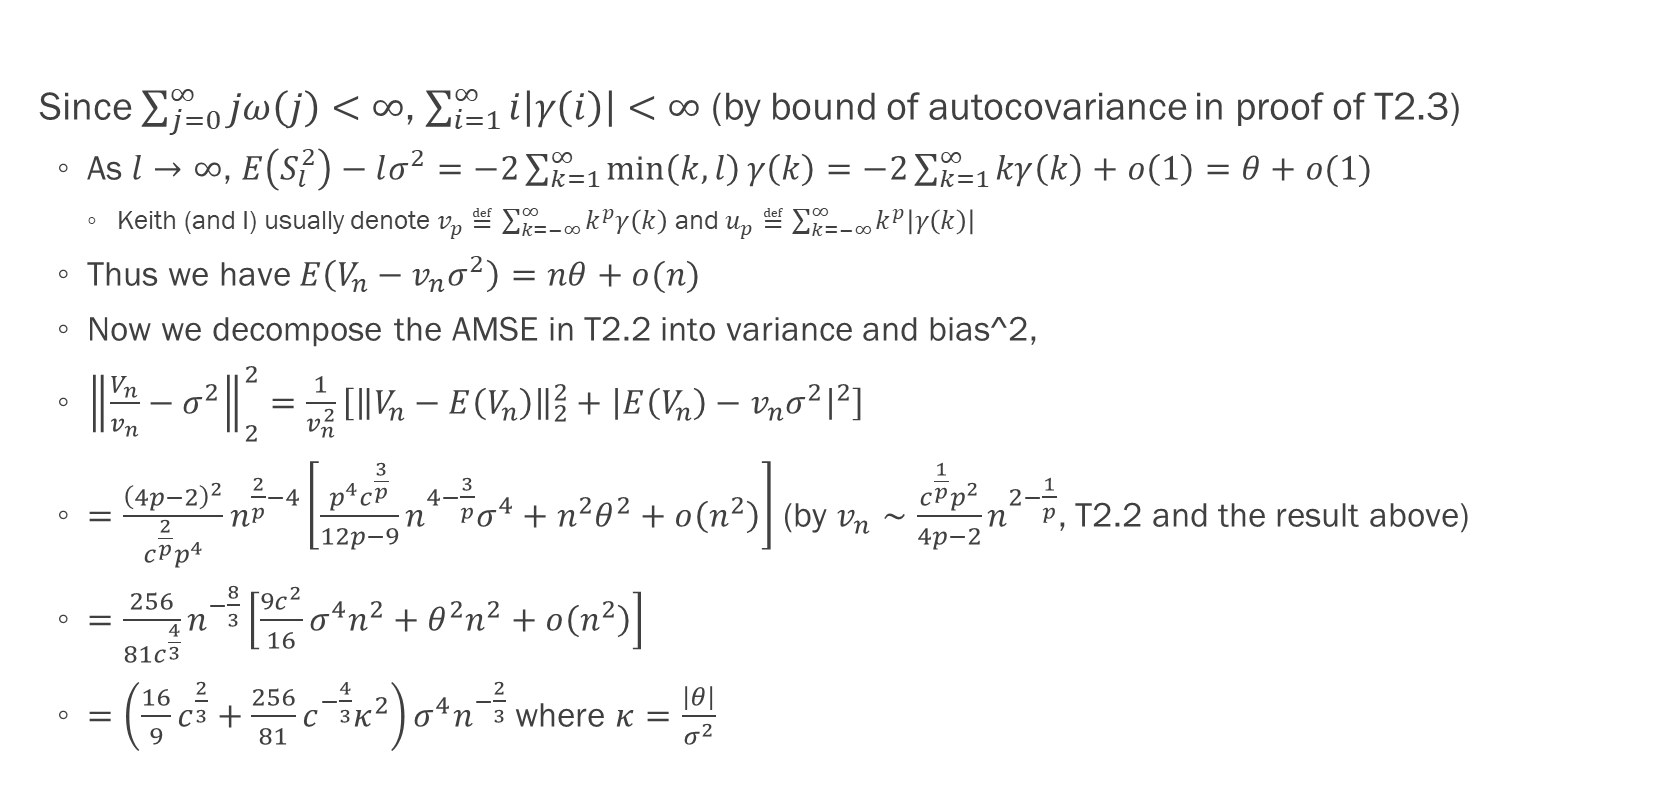 Since ∑_{j=0}^{∞} jω(j) < ∞, ∑_{i=1}^{∞} i|γ(i)| < ∞ (by bound of autocovariance in proof of T2.3)
◦ As l → ∞, E(S_l^2) − lσ^2 = −2 ∑_{k=1}^{∞} min(k, l) γ(k) = −2 ∑_{k=1}^{∞} kγ(k) + o(1) = θ + o(1)
◦ Keith (and I) usually denote v_p ≝ ∑_{k=−∞}^{∞} k^p γ(k) and u_p ≝ ∑_{k=−∞}^{∞} k^p |γ(k)|
◦ Thus we have E(V_n − v_nσ^2) = nθ + o(n)
◦ Now we decompose the AMSE in T2.2 into variance and bias^2,
◦ ‖V_n/v_n − σ^2‖_2^2 = 1/v_n^2 [‖V_n − E(V_n)‖_2^2 + |E(V_n) − v_nσ^2|^2]
◦ = (4p−2)^2/(c^{2/p} p^4) n^{2/p−4} [p^4 c^{3/p}/(12p−9) n^{4−3/p} σ^4 + n^2θ^2 + o(n^2)] (by v_n ~ c^{1/p} p^2/(4p−2) n^{2−1/p}, T2.2 and the result above)
◦ = 256/(81c^{4/3}) n^{−8/3} [9c^2/16 σ^4n^2 + θ^2n^2 + o(n^2)]
◦ = (16/9 c^{2/3} + 256/81 c^{−4/3} κ^2) σ^4 n^{−2/3} where κ = |θ|/σ^2